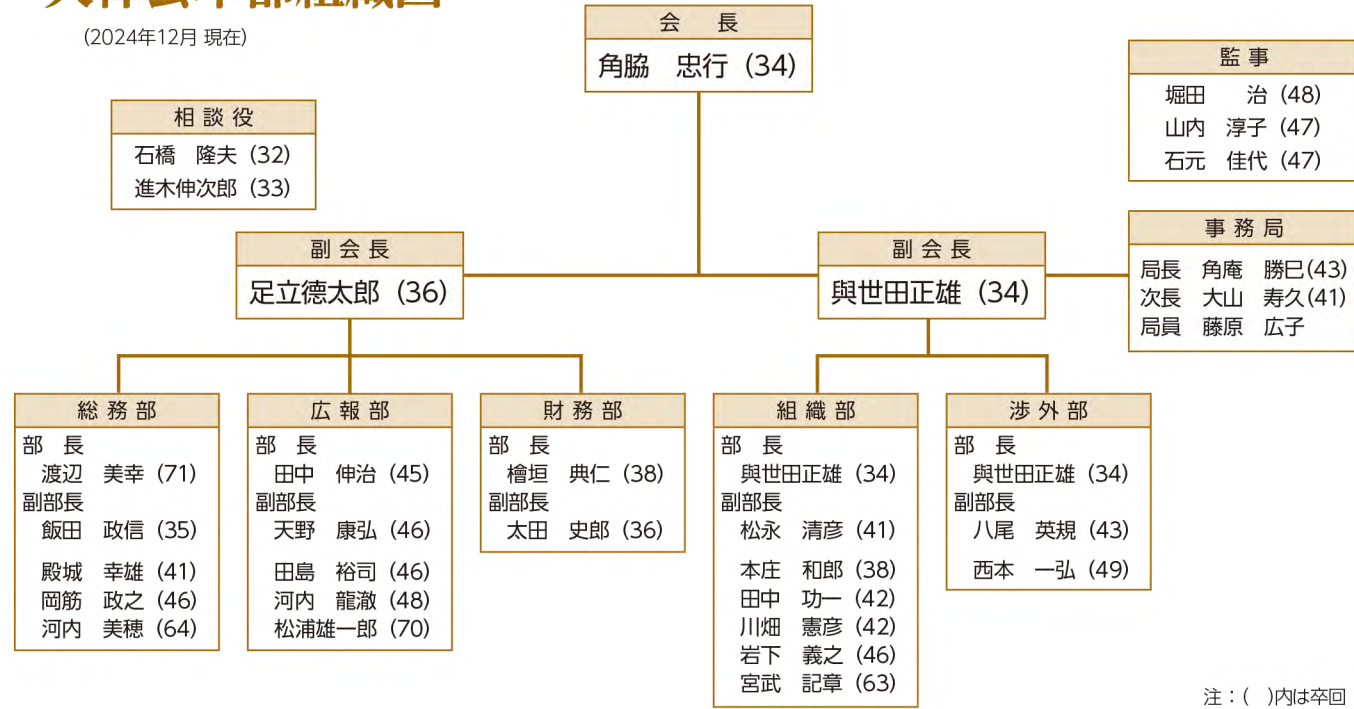 (2024年12月 現在)
会 長
角脇 忠行 (34)
監 事
堀田 治 (48)
山内 淳子 (47)
石元 佳代 (47)
相 談 役
石橋 隆夫 (32)
進木伸次郎 (33)
事 務 局
局長 角庵 勝巳(43)
次長 大山 寿久(41)
局員 藤原 広子
副 会 長
足立德太郎 (36)
副 会 長
與世田正雄 (34)
総 務 部
部 長
渡辺 美幸 (71)
副部長
飯田 政信 (35)
殿城 幸雄 (41)
岡筋 政之 (46)
河内 美穂 (64)
広 報 部
部 長
田中 伸治 (45)
副部長
天野 康弘 (46)
田島 裕司 (46)
河内 龍澈 (48)
松浦雄一郎 (70)
財 務 部
部 長
檜垣 典仁 (38)
副部長
太田 史郎 (36)
組 織 部
部 長
與世田正雄 (34)
副部長
松永 清彦 (41)
本庄 和郎 (38)
田中 功一 (42)
川畑 憲彦 (42)
岩下 義之 (46)
宮武 記章 (63)
渉 外 部
部 長
與世田正雄 (34)
副部長
八尾 英規 (43)
西本 一弘 (49)
注：( )内は卒回